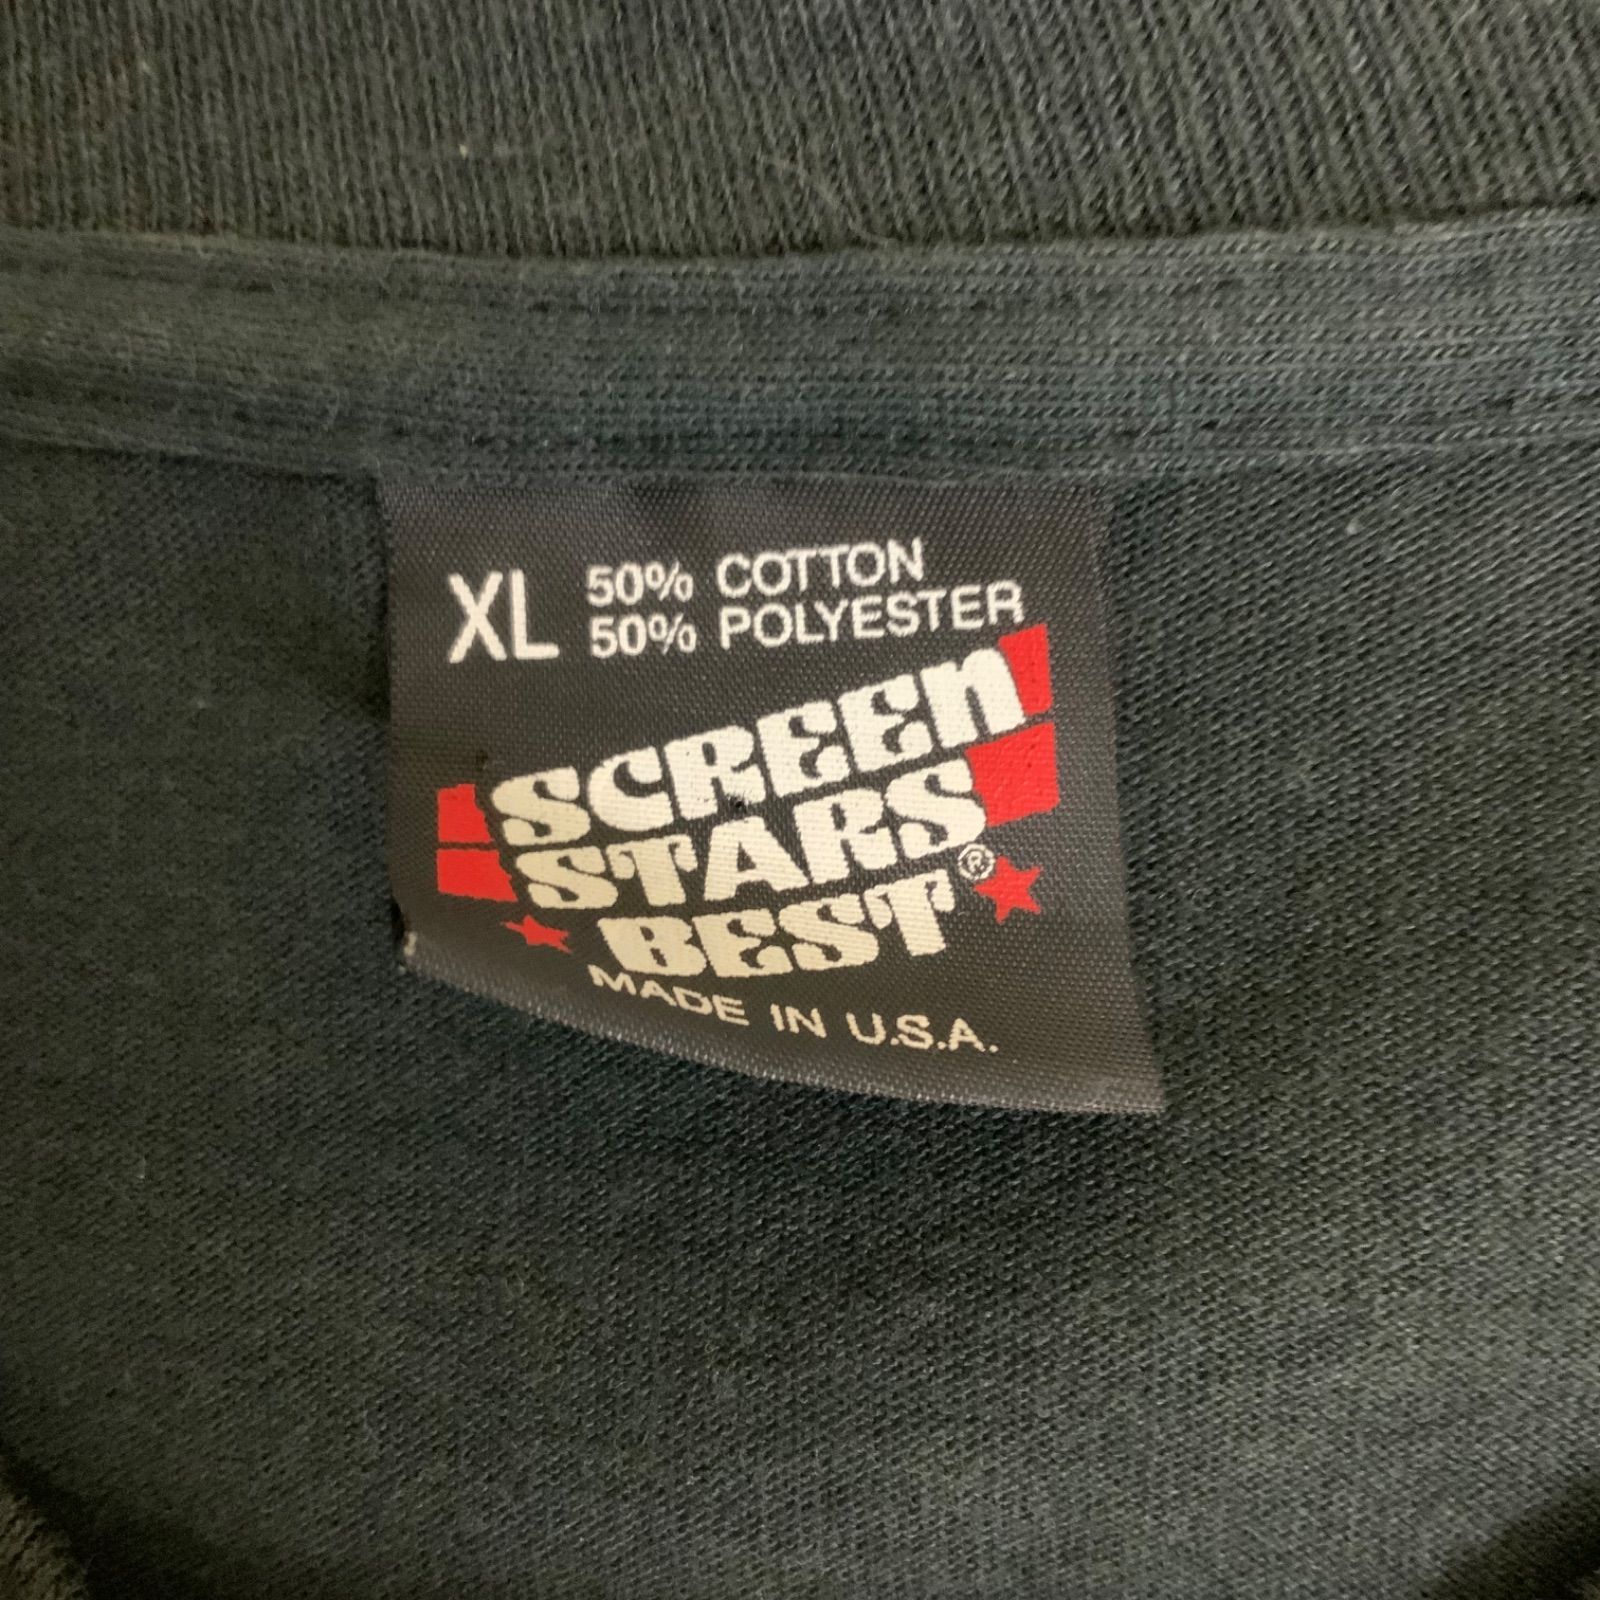 XL 50% COTTON
50% POLYESTER
SCREEN
STARS
BEST®
MADE IN U.S.A.